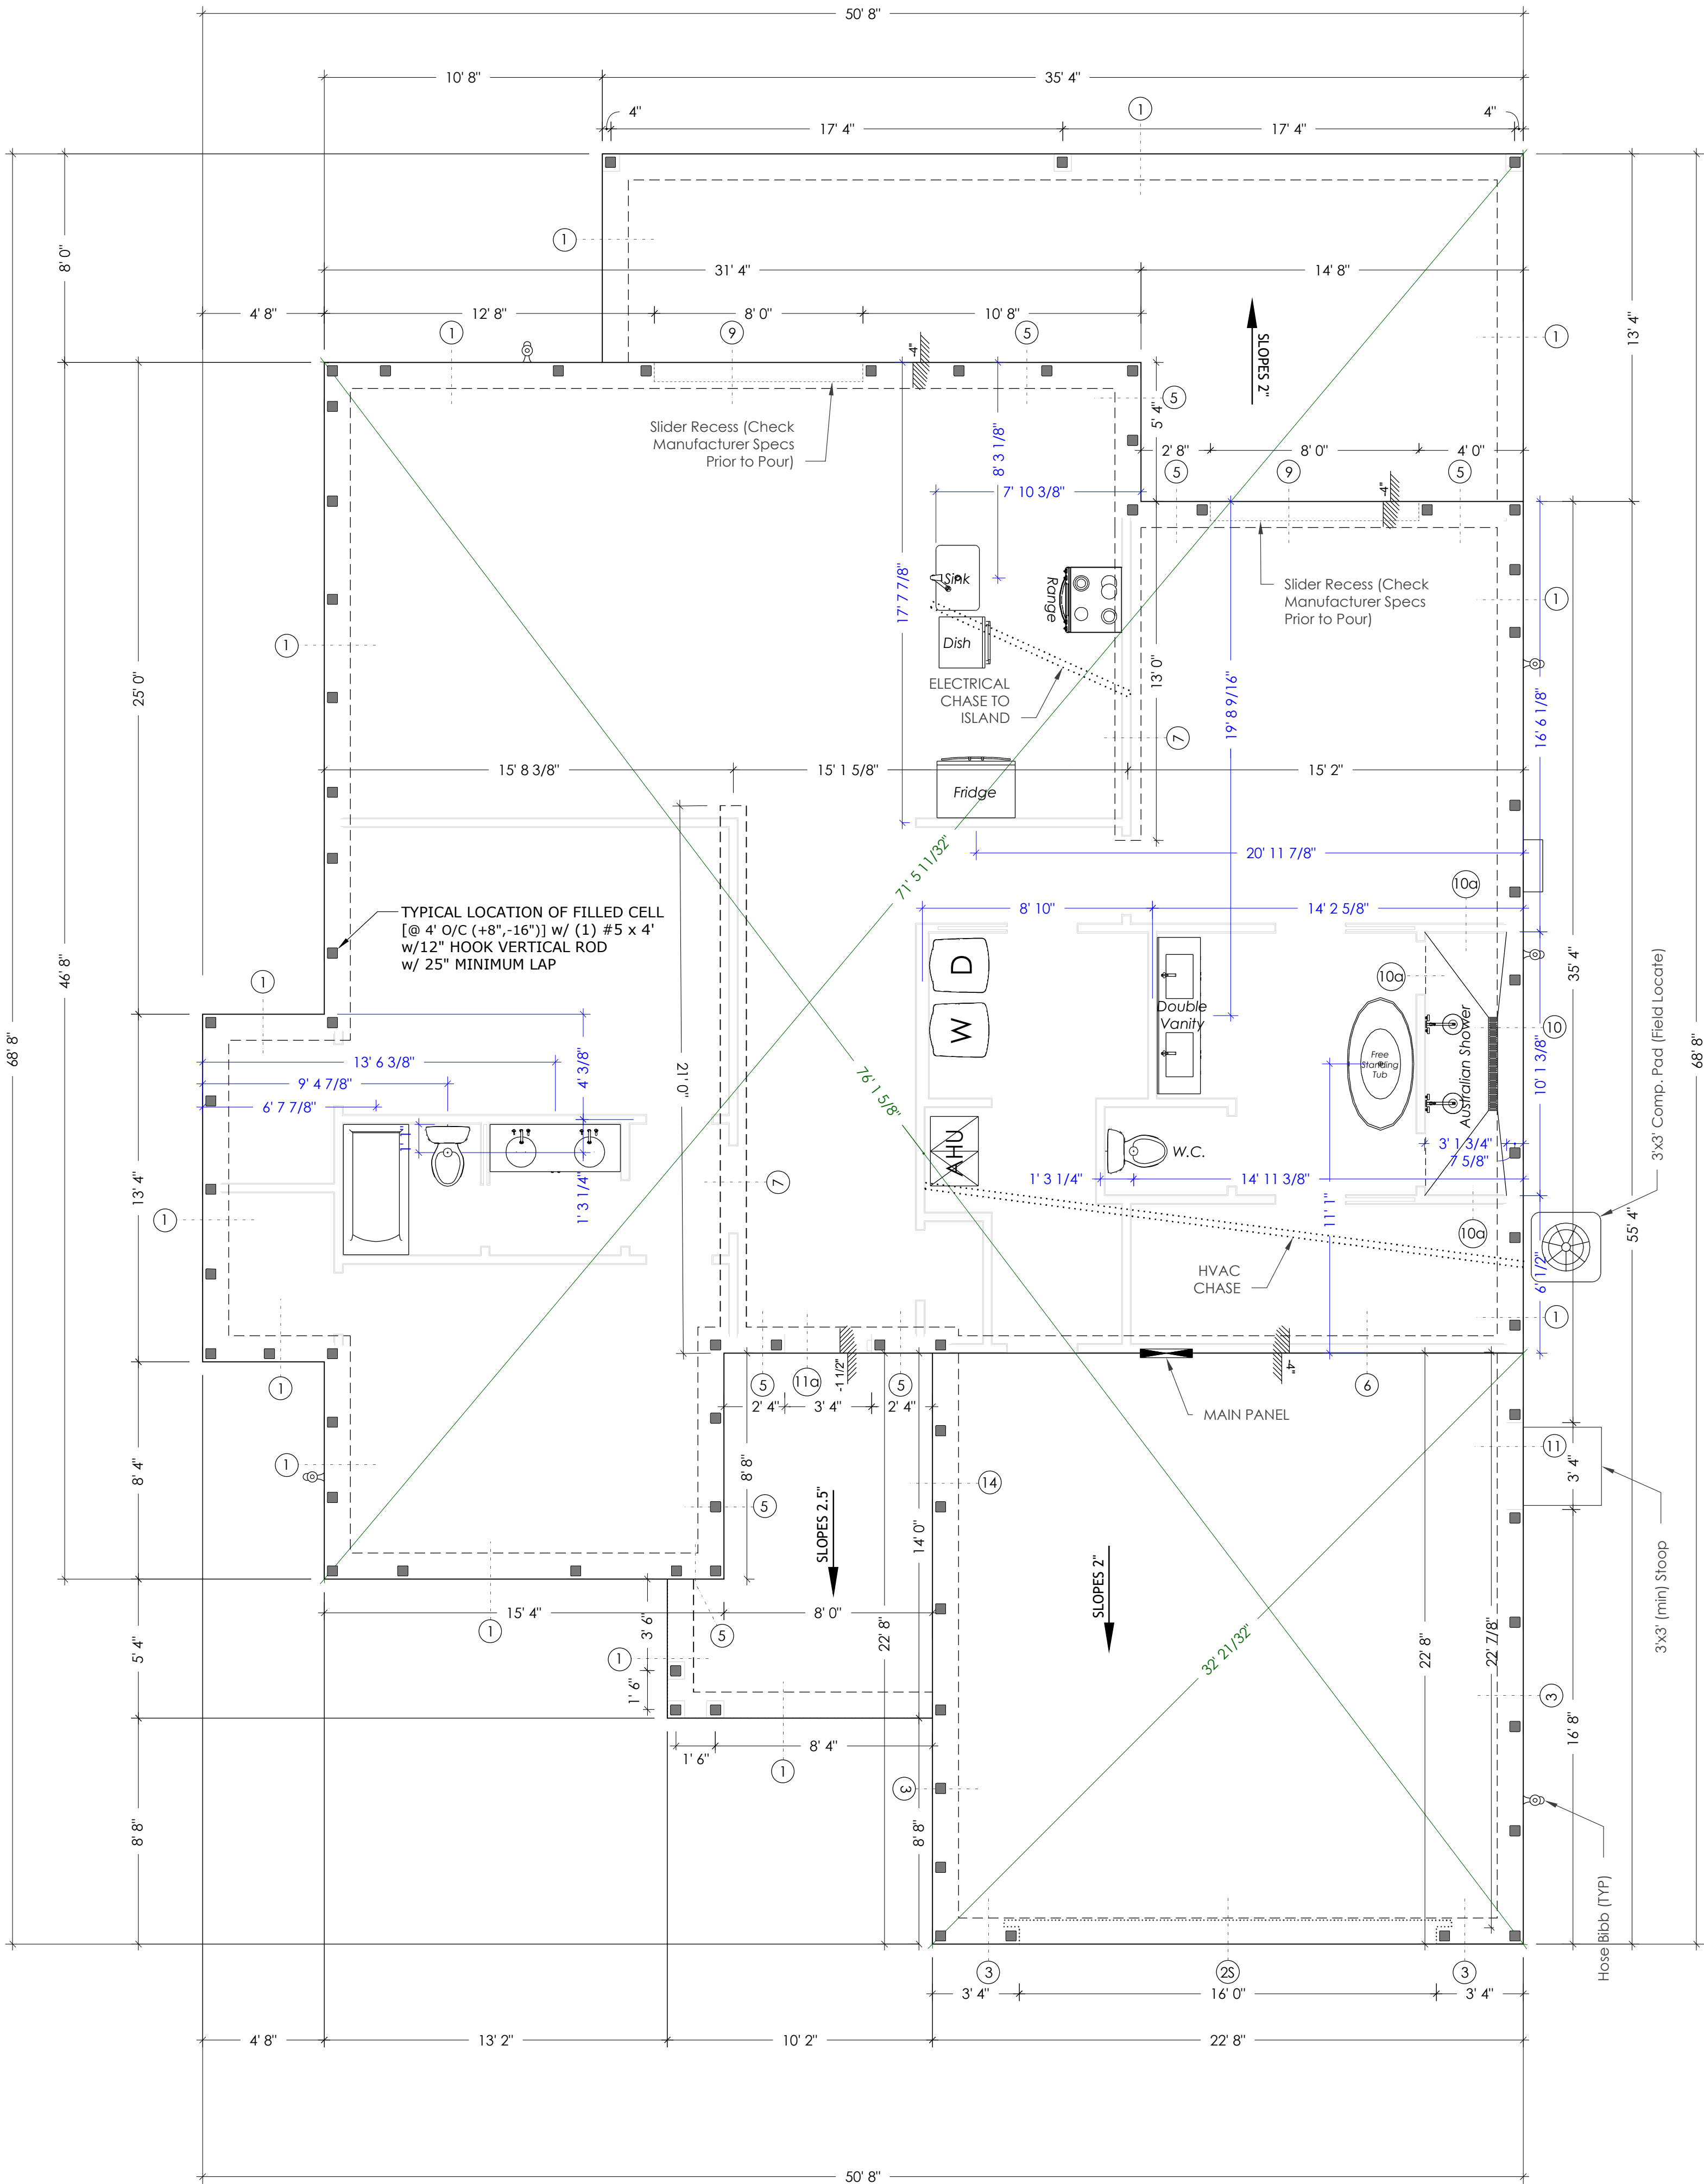 50' 8"
10' 8"
35' 4"
4"
17' 4"
17' 4"
4"
1
1
8' 0"
31' 4"
14' 8"
4' 8"
12' 8"
8' 0"
10' 8"
1
9
5
-4"
SLOPES 2"
1
13' 4"
5
5' 4"
Slider Recess (Check
Manufacturer Specs
Prior to Pour)
8' 3 1/8"
2' 8"
8' 0"
4' 0"
5
9
5
-4"
7' 10 3/8"
17' 7 7/8"
Sink
Range
Dish
Slider Recess (Check
Manufacturer Specs
Prior to Pour)
1
1
25' 0"
ELECTRICAL
CHASE TO
ISLAND
13' 0"
19' 8 9/16"
16' 6 1/8"
7
15' 8 3/8"
15' 1 5/8"
15' 2"
Fridge
20' 11 7/8"
71' 5 11/32"
10a
TYPICAL LOCATION OF FILLED CELL
[@ 4' O/C (+8",-16")] w/ (1) #5 x 4'
w/12" HOOK VERTICAL ROD
w/ 25" MINIMUM LAP
8' 10"
14' 2 5/8"
46' 8"
35' 4"
D
10a
1
Double
Vanity
W
Australian Shower
10
3'x3' Comp. Pad (Field Locate)
68' 8"
68' 8"
13' 6 3/8"
4' 3/8"
9' 4 7/8"
6' 7 7/8"
21' 0"
76' 1 5/8"
Free
Standing
Tub
10' 1 3/8"
1' 1"
AHU
W.C.
3' 1 3/4"
7 5/8"
13' 4"
1' 3 1/4"
7
1' 3 1/4"
14' 11 3/8"
1
11' 1"
10a
55' 4"
HVAC
CHASE
6' 1/2"
1
1
5
11a
-1 1/2"
5
-4"
6
2' 4"
3' 4"
2' 4"
MAIN PANEL
8' 4"
1
8' 8"
14
11
3' 4"
5
SLOPES 2.5"
14' 0"
SLOPES 2"
3'x3' (min) Stoop
15' 4"
8' 0"
1
5
3' 6"
5' 4"
1
22' 8"
32' 21/32"
22' 8"
22' 7/8"
1' 6"
3
16' 8"
1' 6"
8' 4"
1
3
8' 8"
8' 8"
Hose Bibb (TYP)
3
2S
3
3' 4"
16' 0"
3' 4"
4' 8"
13' 2"
10' 2"
22' 8"
50' 8"